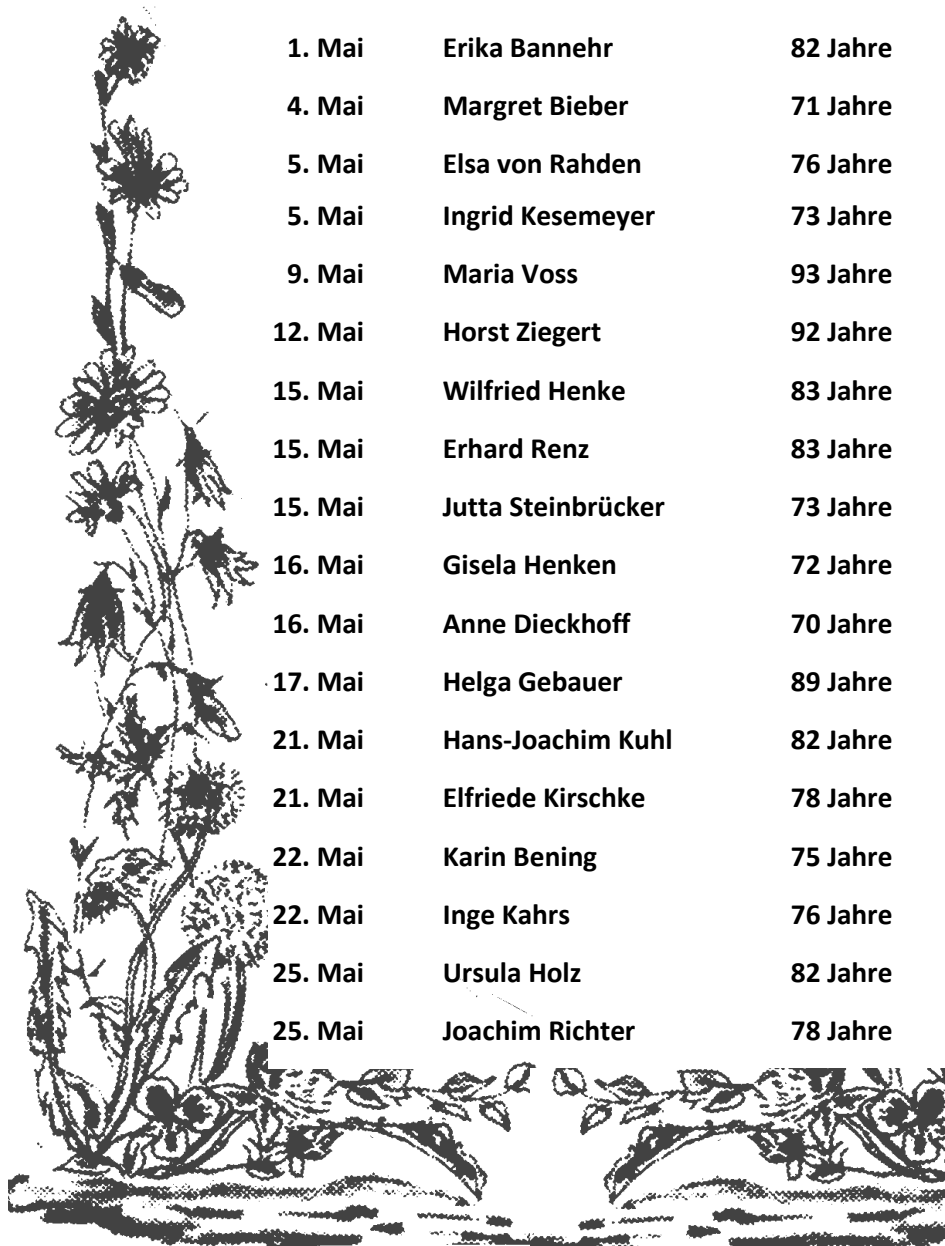 1. Mai Erika Bannehr 82 Jahre
4. Mai Margret Bieber 71 Jahre
5. Mai Elsa von Rahden 76 Jahre
5. Mai Ingrid Kesemeyer 73 Jahre
9. Mai Maria Voss 93 Jahre
12. Mai Horst Ziegert 92 Jahre
15. Mai Wilfried Henke 83 Jahre
15. Mai Erhard Renz 83 Jahre
15. Mai Jutta Steinbrücker 73 Jahre
16. Mai Gisela Henken 72 Jahre
16. Mai Anne Dieckhoff 70 Jahre
17. Mai Helga Gebauer 89 Jahre
21. Mai Hans-Joachim Kuhl 82 Jahre
21. Mai Elfriede Kirschke 78 Jahre
22. Mai Karin Bening 75 Jahre
22. Mai Inge Kahrs 76 Jahre
25. Mai Ursula Holz 82 Jahre
25. Mai Joachim Richter 78 Jahre